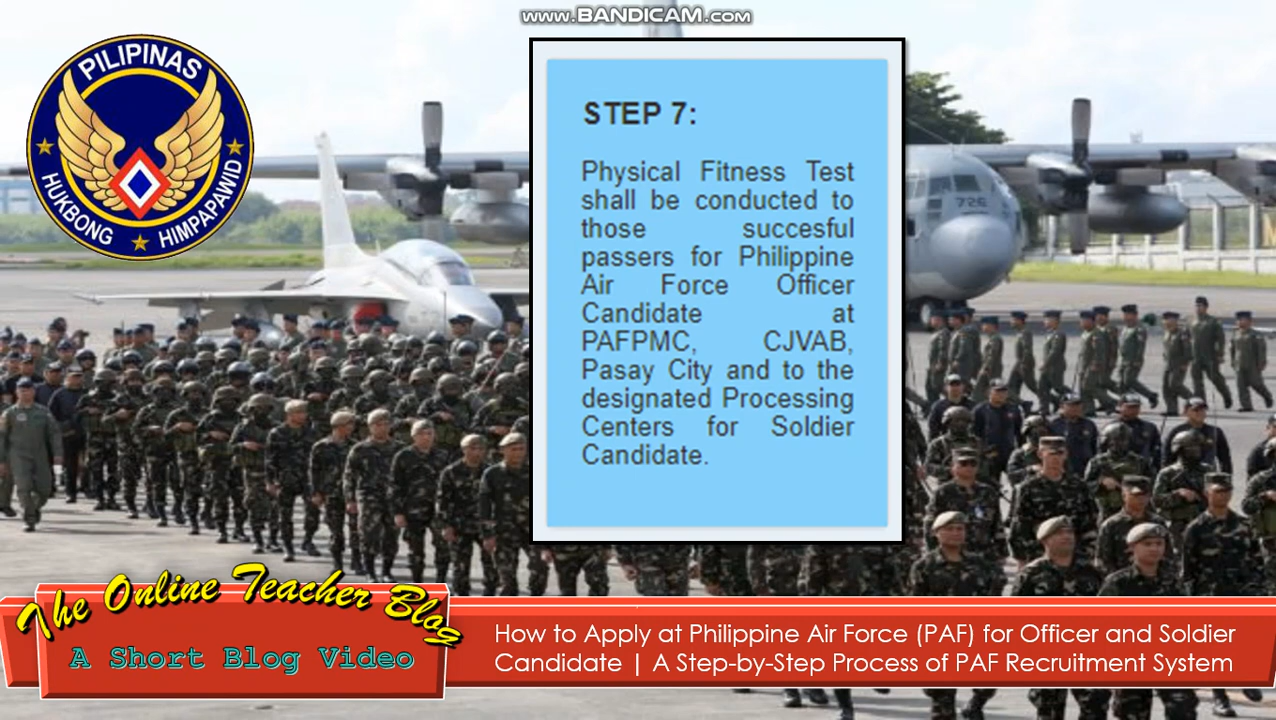 www.BANDICAM.com
PILIPINAS
HUKBONG HIMPAPAWID
726
STEP 7:
Physical Fitness Test
shall be conducted to
those succesful
passers for Philippine
Air Force Officer
Candidate at
PAFPMC, CJVAB,
Pasay City and to the
designated Processing
Centers for Soldier
Candidate.
The Online Teacher Blog
A Short Blog Video
How to Apply at Philippine Air Force (PAF) for Officer and Soldier
Candidate | A Step-by-Step Process of PAF Recruitment System